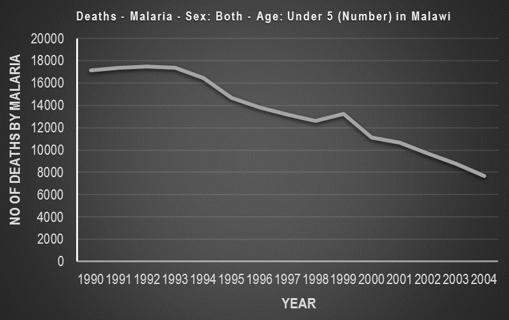 Deaths - Malaria - Sex: Both - Age: Under 5 (Number) in Malawi
20000
18000
16000
14000
12000
10000
8000
6000
4000
2000
0
NO OF DEATHS BY MALARIA
1990 1991 1992 1993 1994 1995 1996 1997 1998 1999 2000 2001 2002 2003 2004
YEAR